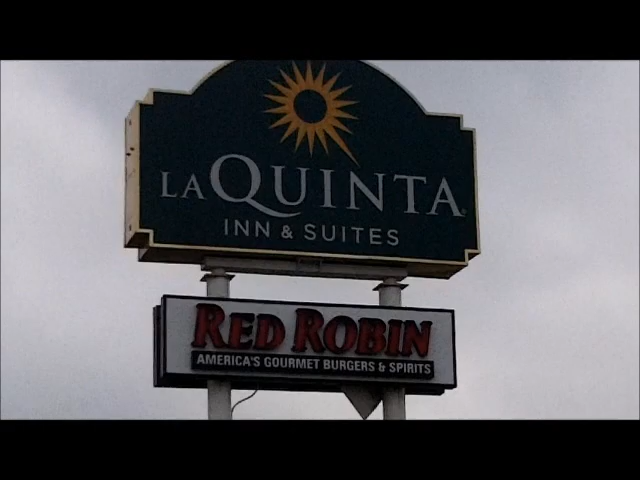 LA QUINTA
INN & SUITES
RED ROBIN
AMERICA'S GOURMET BURGERS & SPIRITS